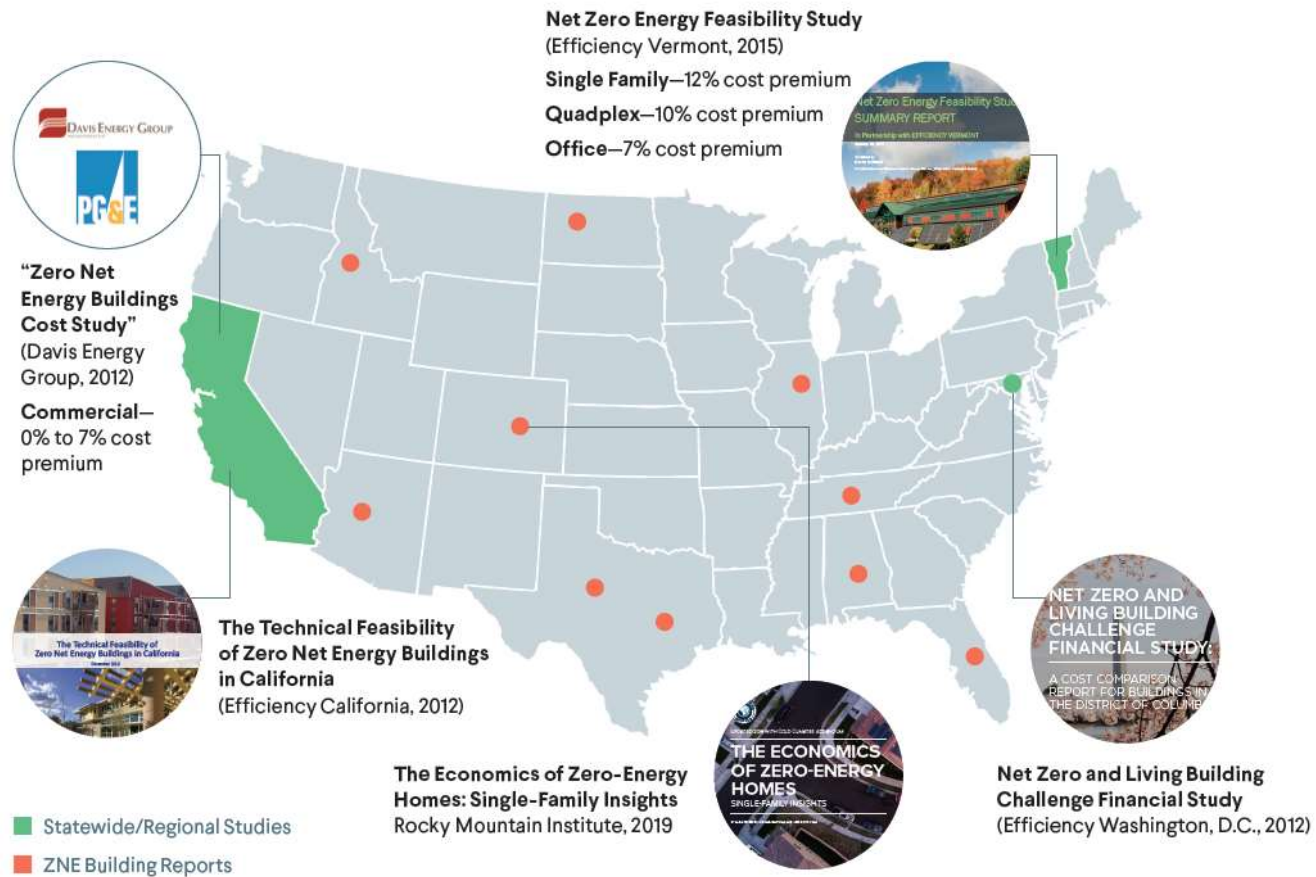 Net Zero Energy Feasibility Study
(Efficiency Vermont, 2015)
Single Family—12% cost premium
Quadplex—10% cost premium
Office—7% cost premium
Net Zero Energy Feasibility
SUMMARY REPORT
In Partnership with EFFICIENCY VERMONT
DAVIS ENERGY GROUP
PG&E
“Zero Net
Energy Buildings
Cost Study”
(Davis Energy
Group, 2012)
Commercial—
0% to 7% cost
premium
The Technical Feasibility of
Zero Net Energy Buildings in California
The Technical Feasibility
of Zero Net Energy Buildings
in California
(Efficiency California, 2012)
THE ECONOMICS
OF ZERO-ENERGY
HOMES
SINGLE-FAMILY INSIGHTS
The Economics of Zero-Energy
Homes: Single-Family Insights
Rocky Mountain Institute, 2019
NET ZERO AND
LIVING BUILDING
CHALLENGE
FINANCIAL STUDY:
A COST COMPARISON
REPORT FOR BUILDINGS IN
THE DISTRICT OF COLUMB
Net Zero and Living Building
Challenge Financial Study
(Efficiency Washington, D.C., 2012)
Statewide/Regional Studies
ZNE Building Reports